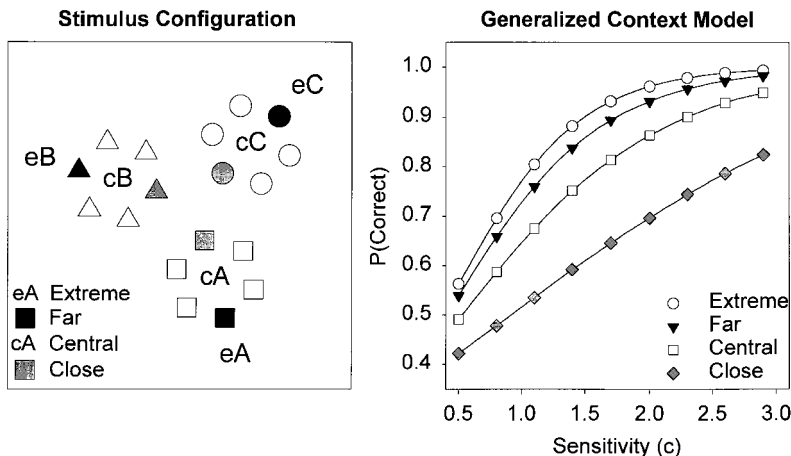 Stimulus Configuration
eC
cC
eB
cB
cA
eA
eA Extreme
Far
cA Central
Close
Generalized Context Model
P(Correct)
1.0
0.9
0.8
0.7
0.6
0.5
0.4
Extreme
Far
Central
Close
0.5 1.0 1.5 2.0 2.5 3.0
Sensitivity (c)